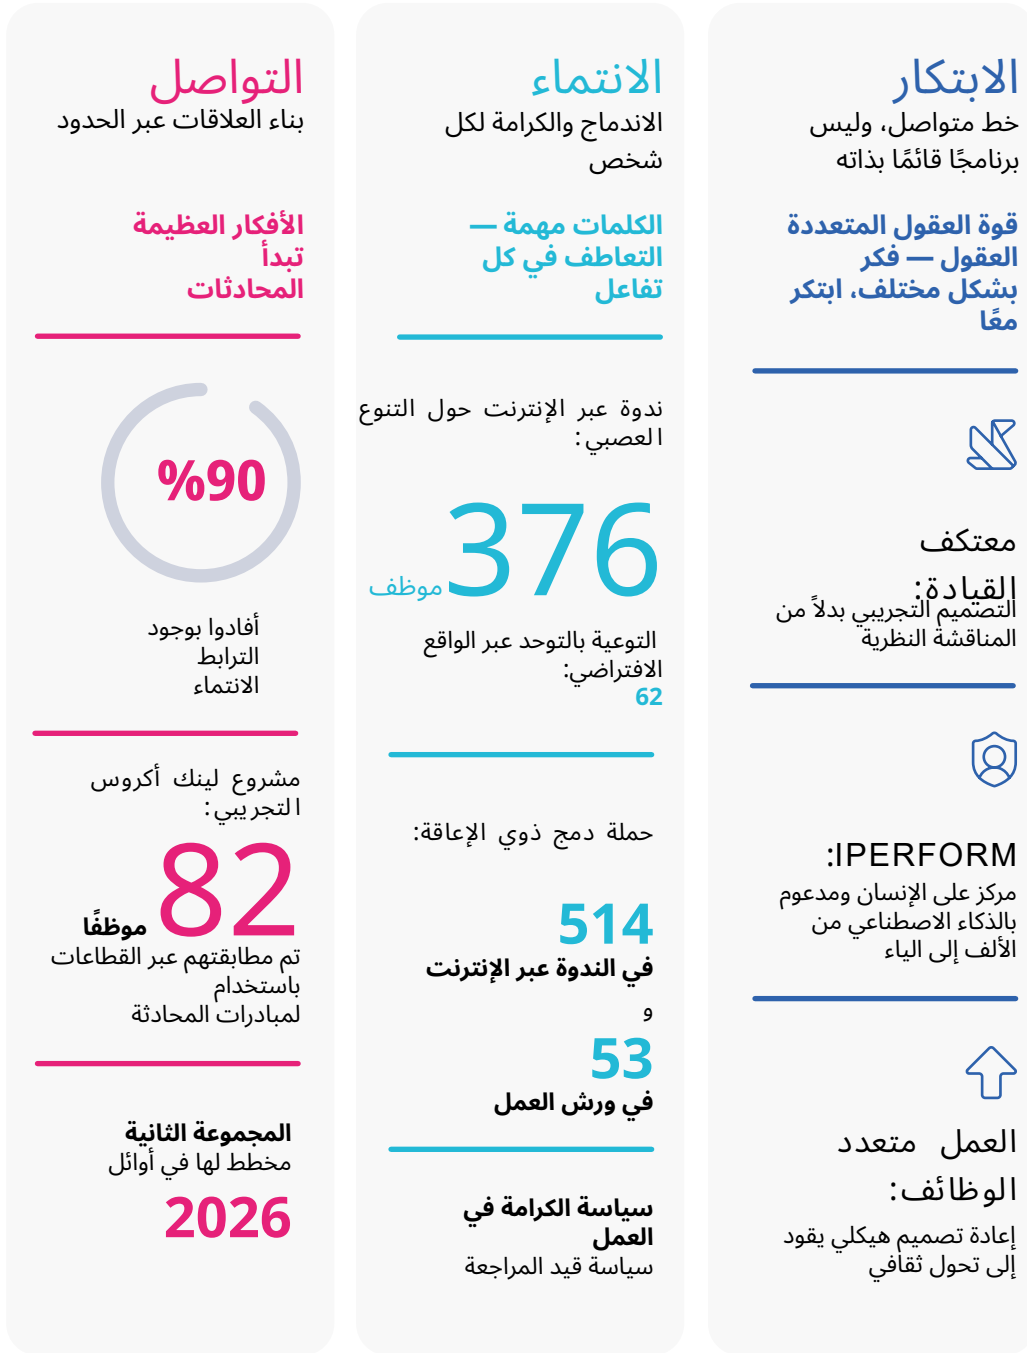 الابتكار
خط متواصل، وليس
برنامجًا قائمًا بذاته
قوة العقول المتعددة
العقول — فكر
بشكل مختلف، ابتكر
معًا
معتكف
القيادة:
التصميم التجريبي بدلاً من
المناقشة النظرية
IPERFORM:
مركز على الإنسان ومدعوم
بالذكاء الاصطناعي من
الألف إلى الياء
العمل متعدد
الوظائف:
إعادة تصميم هيكلي يقود
إلى تحول ثقافي
الانتماء
الاندماج والكرامة لكل
شخص
الكلمات مهمة —
التعاطف في كل
تفاعل
ندوة عبر الإنترنت حول التنوع
العصبي:
376 موظف
التوعية بالتوحد عبر الواقع
الافتراضي:
62
حملة دمج ذوي الإعاقة:
514
في الندوة عبر الإنترنت
و
53
في ورش العمل
سياسة الكرامة في
العمل
سياسة قيد المراجعة
التواصل
بناء العلاقات عبر الحدود
الأفكار العظيمة
تبدأ
المحادثات
%90
أفادوا بوجود
الترابط
الانتماء
مشروع لينك أكروس
التجريبي:
82 موظفًا
تم مطابقتهم عبر القطاعات
باستخدام
لمبادرات المحادثة
المجموعة الثانية
مخطط لها في أوائل
2026